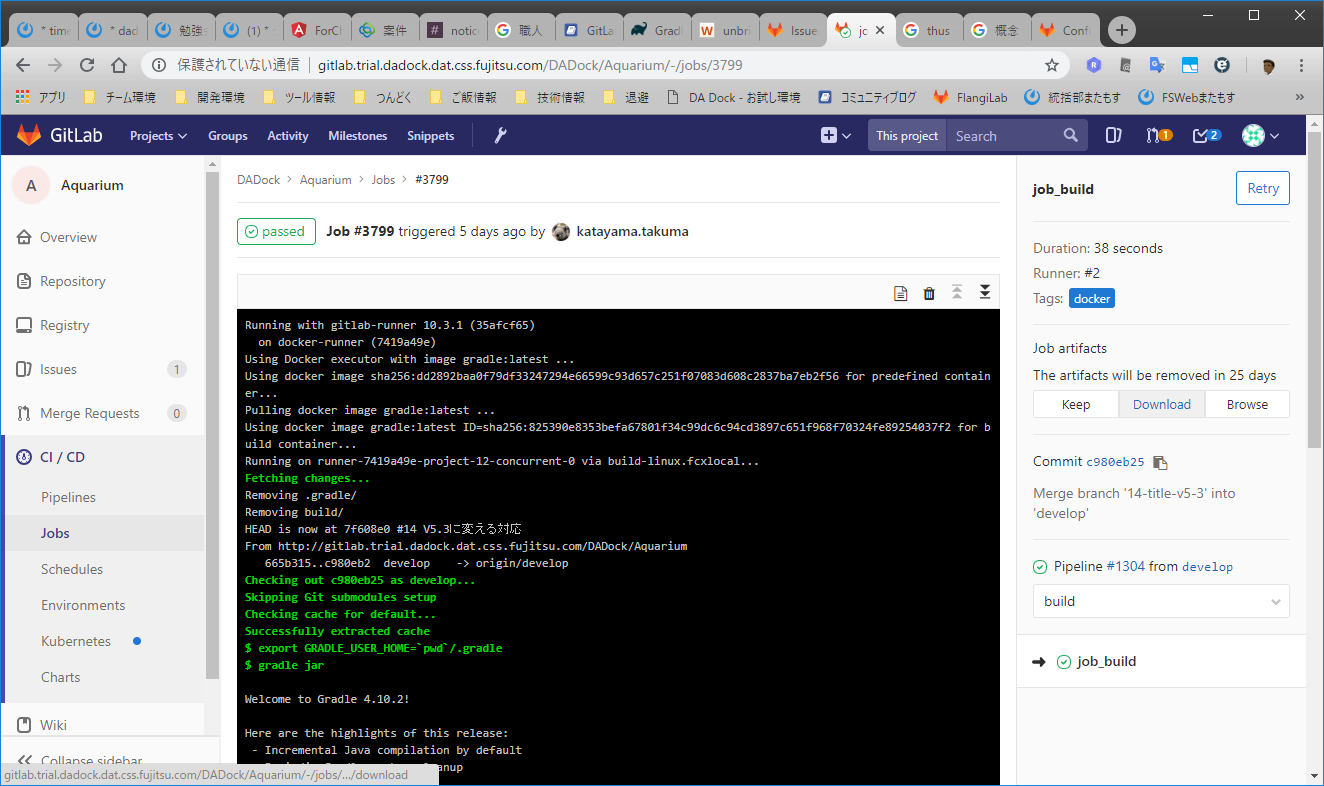 * time
* dad
勉強
(1) *
ForC
案件
notic
職人
GitLa
Gradl
unbri
Issue
jc
thus
概念
Conf
保護されていない通信 | gitlab.trial.dadock.dat.css.fujitsu.com/DADock/Aquarium/-/jobs/3799
アプリ
チーム環境
開発環境
ツール情報
つんどく
ご飯情報
技術情報
退避
DA Dock - お試し環境
コミュニティブログ
FlangiLab
統括部またもす
FSWebまたもす
»
GitLab
Projects
Groups
Activity
Milestones
Snippets
This project
Search
1
2
A
Aquarium
Overview
Repository
Registry
Issues 1
Merge Requests 0
CI / CD
Pipelines
Jobs
Schedules
Environments
Kubernetes
Charts
Wiki
Collapse sidebar
gitlab.trial.dadock.dat.css.fujitsu.com/DADock/Aquarium/-/jobs/.../download
DADock > Aquarium > Jobs > #3799
passed Job #3799 triggered 5 days ago by katayama.takuma
Running with gitlab-runner 10.3.1 (35afcf65)
on docker-runner (7419a49e)
Using Docker executor with image gradle:latest ...
Using docker image sha256:dd2892baa0f79df33247294e66599c93d657c251f07083d608c2837ba7eb2f56 for predefined contain
er...
Pulling docker image gradle:latest ...
Using docker image gradle:latest ID=sha256:825390e8353befa67801f34c99dc6c94cd3897c651f968f70324fe89254037f2 for b
uild container...
Running on runner-7419a49e-project-12-concurrent-0 via build-linux.fcxlocal...
Fetching changes...
Removing .gradle/
Removing build/
HEAD is now at 7f608e0 #14 V5.3に変える対応
From http://gitlab.trial.dadock.dat.css.fujitsu.com/DADock/Aquarium
665b315..c980eb2  develop    -> origin/develop
Checking out c980eb25 as develop...
Skipping Git submodules setup
Checking cache for default...
Successfully extracted cache
$ export GRADLE_USER_HOME=`pwd`/.gradle
$ gradle jar
Welcome to Gradle 4.10.2!
Here are the highlights of this release:
- Incremental Java compilation by default
job_build
Retry
Duration: 38 seconds
Runner: #2
Tags: docker
Job artifacts
The artifacts will be removed in 25 days
Keep
Download
Browse
Commit c980eb25
Merge branch '14-title-v5-3' into
'develop'
Pipeline #1304 from develop
build
job_build